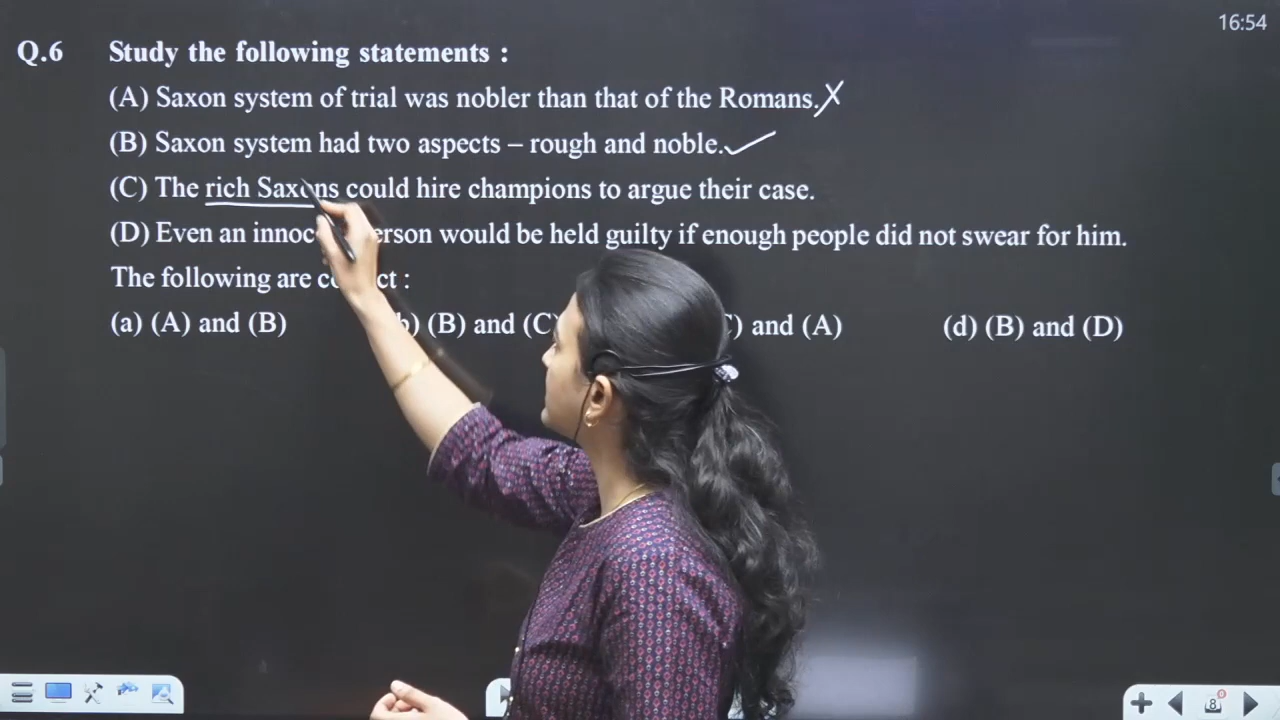 16:54
Q.6 Study the following statements :
(A) Saxon system of trial was nobler than that of the Romans.
(B) Saxon system had two aspects – rough and noble.
(C) The rich Saxons could hire champions to argue their case.
(D) Even an would be held guilty if enough people did not swear for him.
The following are :
(a) (A) and (B) (B) and (C) and (A) (d) (B) and (D)
8